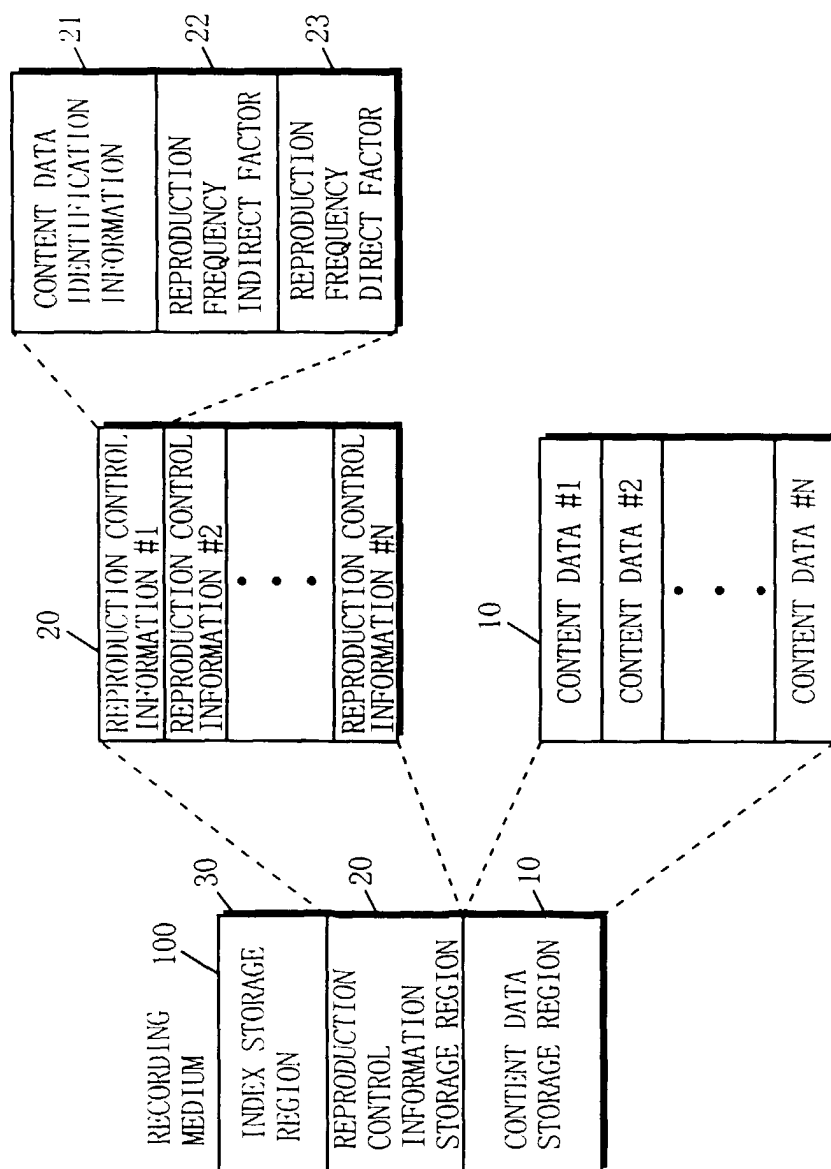 RECORDING
MEDIUM
100
30
INDEX STORAGE
REGION
20
REPRODUCTION
CONTROL
INFORMATION
STORAGE REGION
10
CONTENT DATA
STORAGE REGION
20
REPRODUCTION CONTROL
INFORMATION #1
REPRODUCTION CONTROL
INFORMATION #2
• • •
REPRODUCTION CONTROL
INFORMATION #N
10
CONTENT DATA #1
CONTENT DATA #2
• • •
CONTENT DATA #N
CONTENT DATA
IDENTIFICATION
INFORMATION
21
REPRODUCTION
FREQUENCY
INDIRECT FACTOR
22
REPRODUCTION
FREQUENCY
DIRECT FACTOR
23